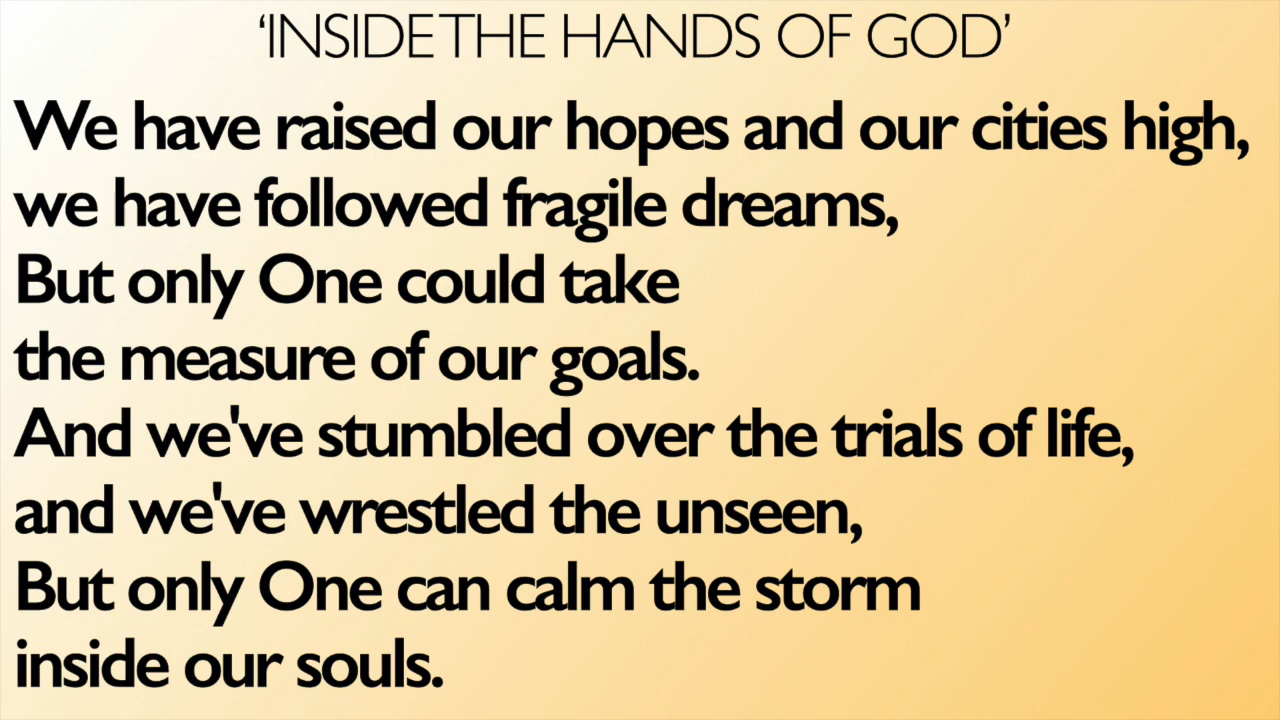 ‘INSIDE THE HANDS OF GOD’
We have raised our hopes and our cities high,
we have followed fragile dreams,
But only One could take
the measure of our goals.
And we've stumbled over the trials of life,
and we've wrestled the unseen,
But only One can calm the storm
inside our souls.